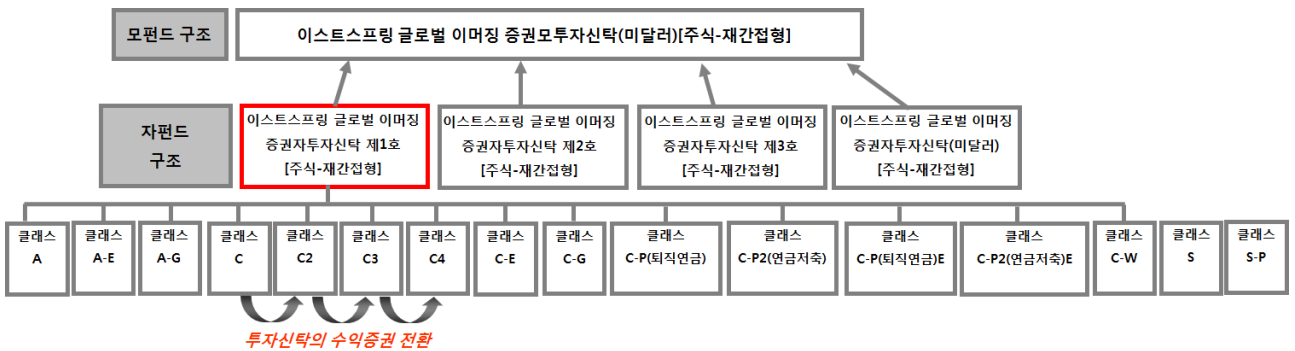 모펀드 구조
이스트스프링 글로벌 이머징 증권모투자신탁(미달러)[주식-재간접형]
자펀드
구조
이스트스프링 글로벌 이머징
증권자투자신탁 제1호
[주식-재간접형]
이스트스프링 글로벌 이머징
증권자투자신탁 제2호
[주식-재간접형]
이스트스프링 글로벌 이머징
증권자투자신탁 제3호
[주식-재간접형]
이스트스프링 글로벌 이머징
증권자투자신탁(미달러)
[주식-재간접형]
클래스
A
클래스
A-E
클래스
A-G
클래스
C
클래스
C2
클래스
C3
클래스
C4
클래스
C-E
클래스
C-G
클래스
C-P(퇴직연금)
클래스
C-P2(연금저축)
클래스
C-P(퇴직연금)E
클래스
C-P2(연금저축)E
클래스
C-W
클래스
S
클래스
S-P
투자신탁의 수익증권 전환